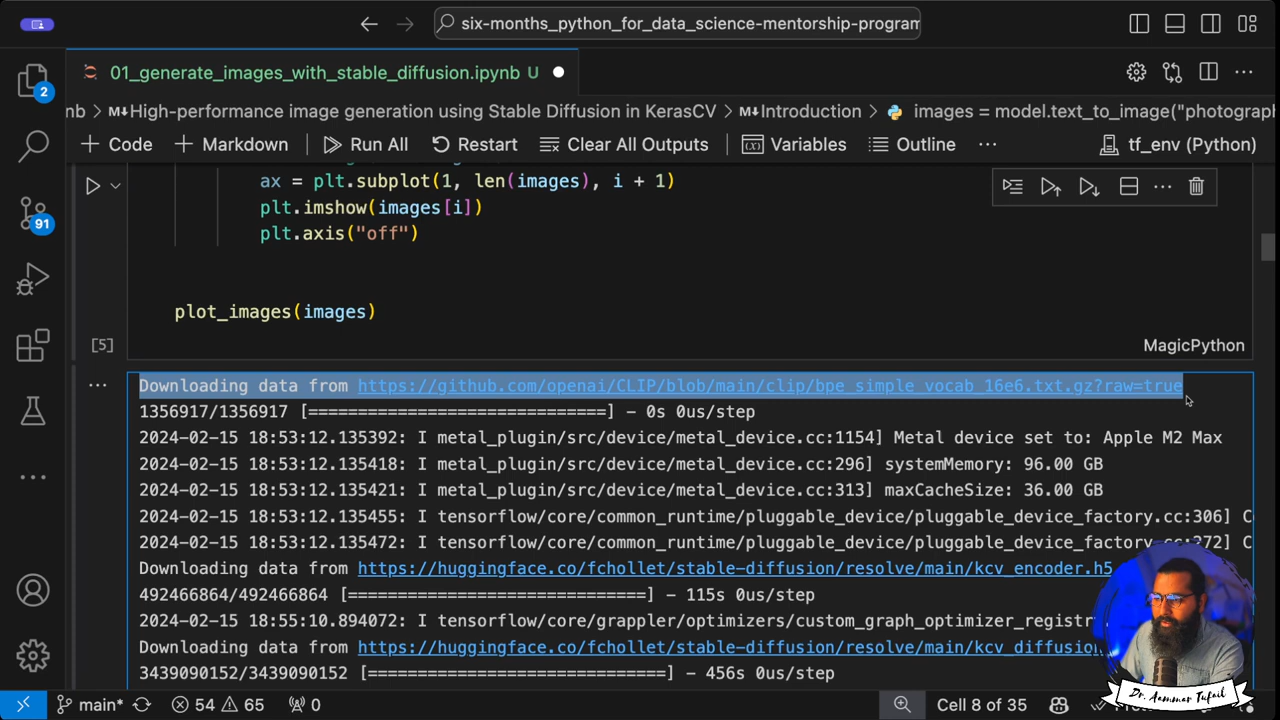 six-months_python_for_data_science-mentorship-program
01_generate_images_with_stable_diffusion.ipynb U
nb > High-performance image generation using Stable Diffusion in KerasCV > Introduction > images = model.text_to_image("photograph
+ Code + Markdown Run All Restart Clear All Outputs Variables Outline ... tf_env (Python)
2
91
ax = plt.subplot(1, len(images), i + 1)
plt.imshow(images[i])
plt.axis("off")
plot_images(images)
[5]
MagicPython
Downloading data from https://github.com/openai/CLIP/blob/main/clip/bpe_simple_vocab_16e6.txt.gz?raw=true
1356917/1356917 [==============================] - 0s 0us/step
2024-02-15 18:53:12.135392: I metal_plugin/src/device/metal_device.cc:1154] Metal device set to: Apple M2 Max
2024-02-15 18:53:12.135418: I metal_plugin/src/device/metal_device.cc:296] systemMemory: 96.00 GB
2024-02-15 18:53:12.135421: I metal_plugin/src/device/metal_device.cc:313] maxCacheSize: 36.00 GB
2024-02-15 18:53:12.135455: I tensorflow/core/common_runtime/pluggable_device/pluggable_device_factory.cc:306] C
2024-02-15 18:53:12.135472: I tensorflow/core/common_runtime/pluggable_device/pluggable_device_factory.cc:272] C
Downloading data from https://huggingface.co/fchollet/stable-diffusion/resolve/main/kcv_encoder.h5
492466864/492466864 [==============================] - 115s 0us/step
2024-02-15 18:55:10.894072: I tensorflow/core/grappler/optimizers/custom_graph_optimizer_registr
Downloading data from https://huggingface.co/fchollet/stable-diffusion/resolve/main/kcv_diffusion
3439090152/3439090152 [==============================] - 456s 0us/step
Dr. Aammar Tufail
main* 54 65 0 Cell 8 of 35